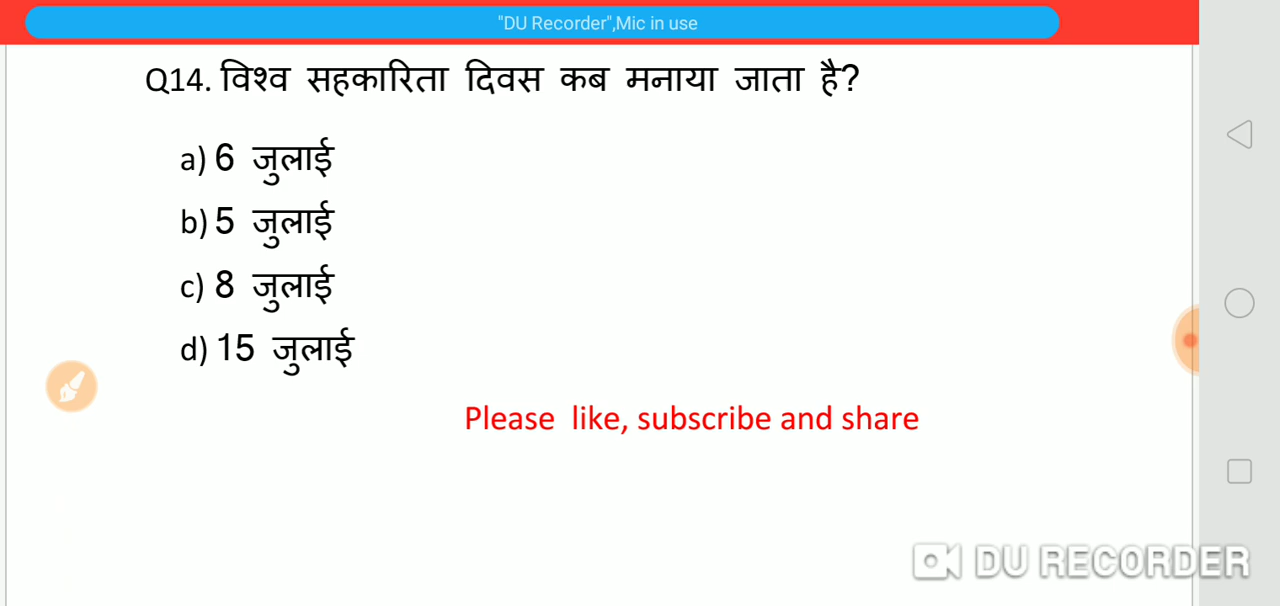 "DU Recorder",Mic in use
Q14. विश्व सहकारिता दिवस कब मनाया जाता है?
a) 6 जुलाई
b) 5 जुलाई
c) 8 जुलाई
d) 15 जुलाई
Please like, subscribe and share
DU RECORDER